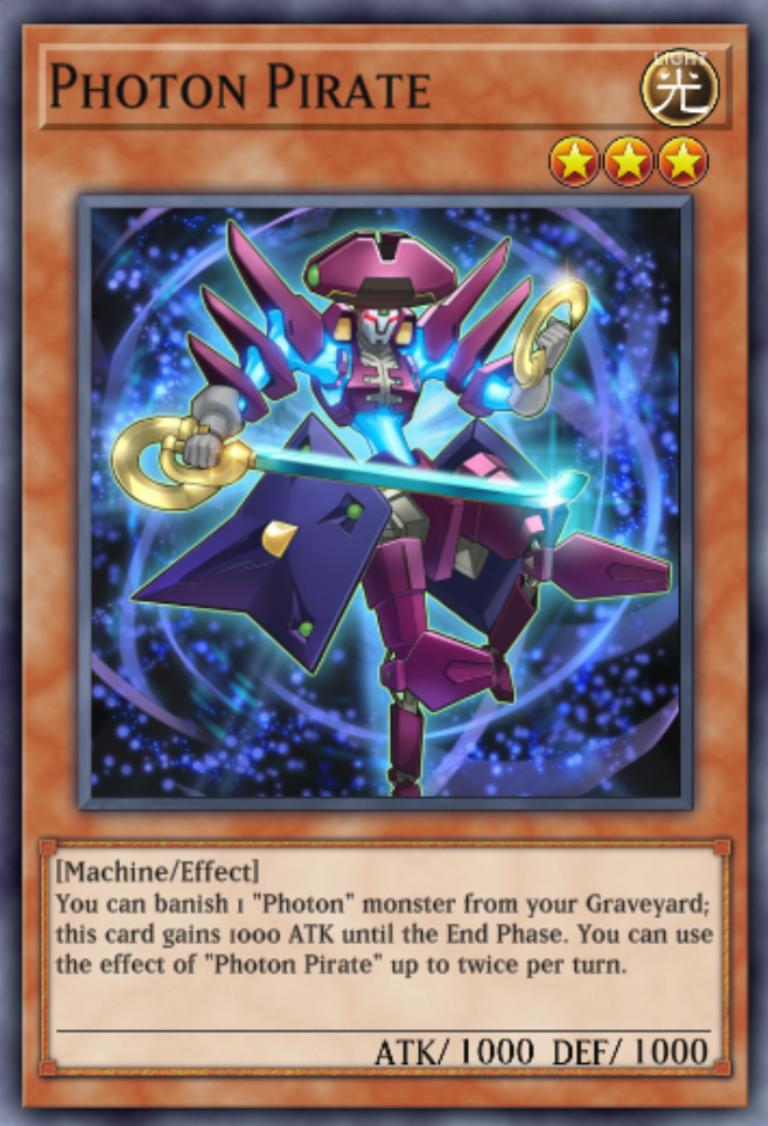 PHOTON PIRATE
LIGHT
光
[Machine/Effect]
You can banish 1 "Photon" monster from your Graveyard;
this card gains 1000 ATK until the End Phase. You can use
the effect of "Photon Pirate" up to twice per turn.
ATK/ 1000 DEF/ 1000